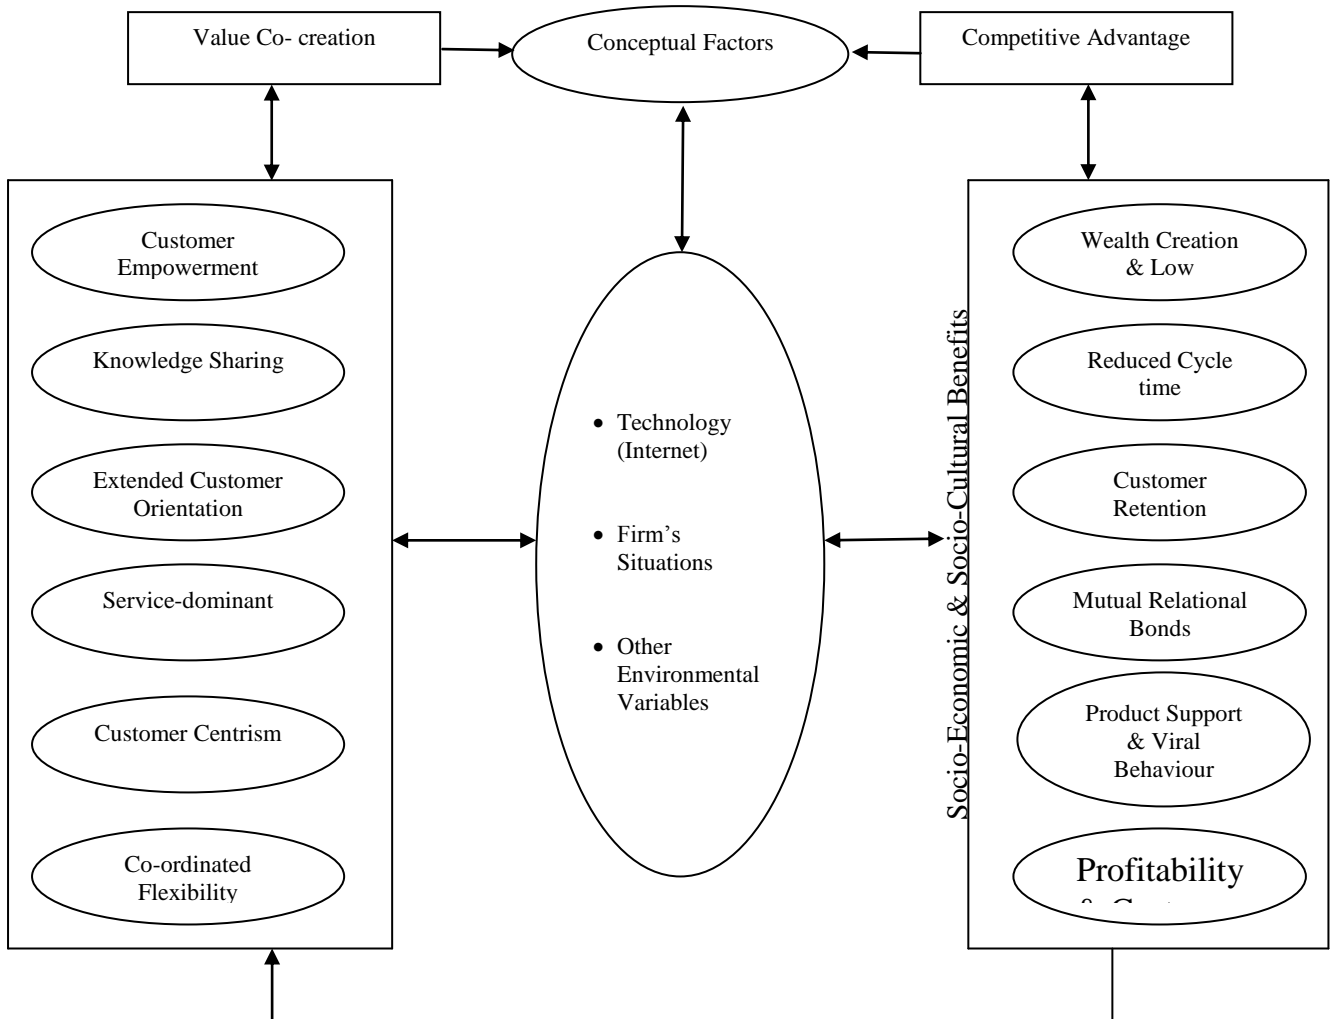 Value Co- creation
Conceptual Factors
Competitive Advantage
Customer
Empowerment
Knowledge Sharing
Extended Customer
Orientation
Service-dominant
Customer Centrism
Co-ordinated
Flexibility
• Technology
(Internet)
• Firm’s
Situations
• Other
Environmental
Variables
Socio-Economic & Socio-Cultural Benefits
Wealth Creation
& Low
Reduced Cycle
time
Customer
Retention
Mutual Relational
Bonds
Product Support
& Viral
Behaviour
Profitability
&